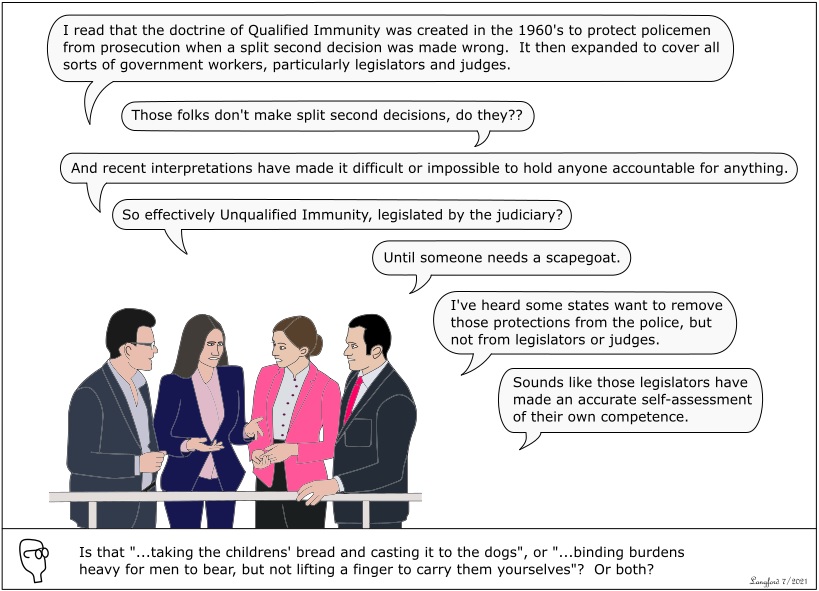 I read that the doctrine of Qualified Immunity was created in the 1960's to protect policemen
from prosecution when a split second decision was made wrong.  It then expanded to cover all
sorts of government workers, particularly legislators and judges.
Those folks don't make split second decisions, do they??
And recent interpretations have made it difficult or impossible to hold anyone accountable for anything.
So effectively Unqualified Immunity, legislated by the judiciary?
Until someone needs a scapegoat.
I've heard some states want to remove
those protections from the police, but
not from legislators or judges.
Sounds like those legislators have
made an accurate self-assessment
of their own competence.
Is that "...taking the childrens' bread and casting it to the dogs", or "...binding burdens
heavy for men to bear, but not lifting a finger to carry them yourselves"?  Or both?
Langford 7/2021